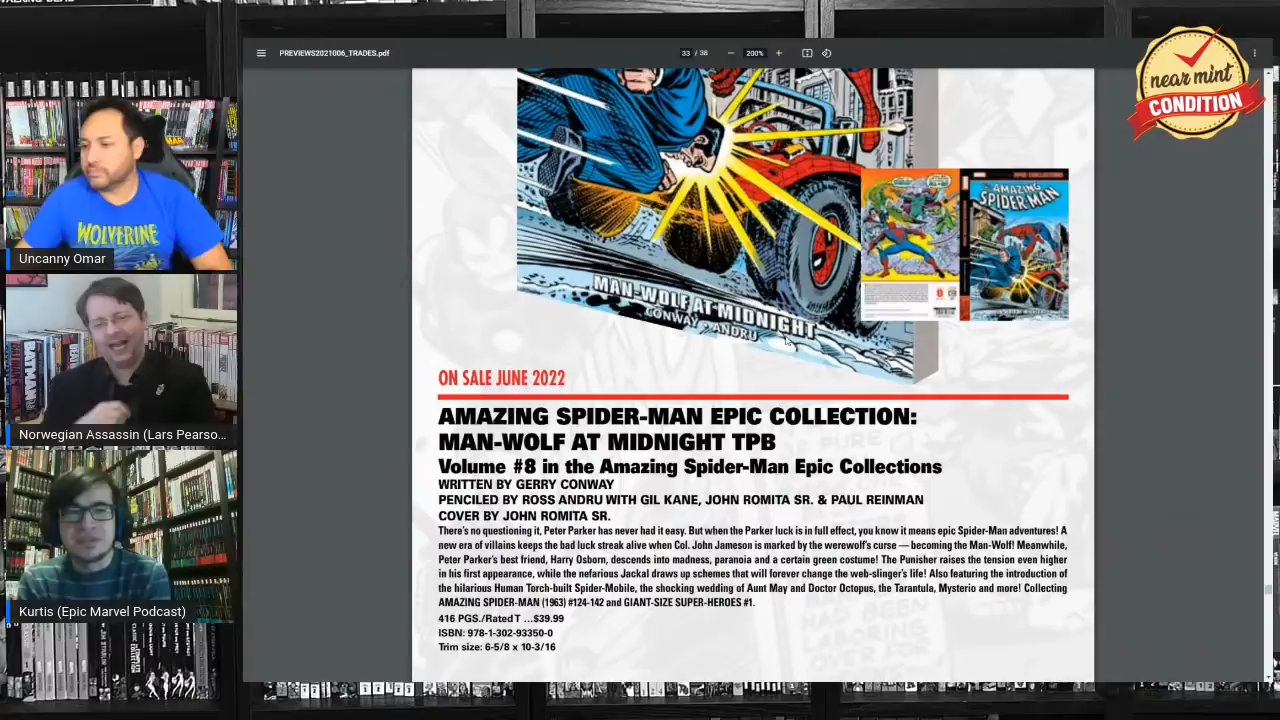 PREVIEWS2021006_TRADES.pdf
33 / 38
200%
near mint
CONDITION
WOLVERINE
Uncanny Omar
BATMAN
Norwegian Assassin (Lars Pearso...
Kurtis (Epic Marvel Podcast)
THE AMAZING
SPIDER-MAN
MAN-WOLF AT MIDNIGHT
CONWAY • ANDRU
ON SALE JUNE 2022
AMAZING SPIDER-MAN EPIC COLLECTION:
MAN-WOLF AT MIDNIGHT TPB
Volume #8 in the Amazing Spider-Man Epic Collections
WRITTEN BY GERRY CONWAY
PENCILED BY ROSS ANDRU WITH GIL KANE, JOHN ROMITA SR. & PAUL REINMAN
COVER BY JOHN ROMITA SR.
There's no questioning it, Peter Parker has never had it easy. But when the Parker luck is in full effect, you know it means epic Spider-Man adventures! A
new era of villains keeps the bad luck streak alive when Col. John Jameson is marked by the werewolf's curse — becoming the Man-Wolf! Meanwhile,
Peter Parker's best friend, Harry Osborn, descends into madness, paranoia and a certain green costume! The Punisher raises the tension even higher
in his first appearance, while the nefarious Jackal draws up schemes that will forever change the web-slinger's life! Also featuring the introduction of
the hilarious Human Torch-built Spider-Mobile, the shocking wedding of Aunt May and Doctor Octopus, the Tarantula, Mysterio and more! Collecting
AMAZING SPIDER-MAN (1963) #124-142 and GIANT-SIZE SUPER-HEROES #1.
416 PGS./Rated T ...$39.99
ISBN: 978-1-302-93350-0
Trim size: 6-5/8 x 10-3/16